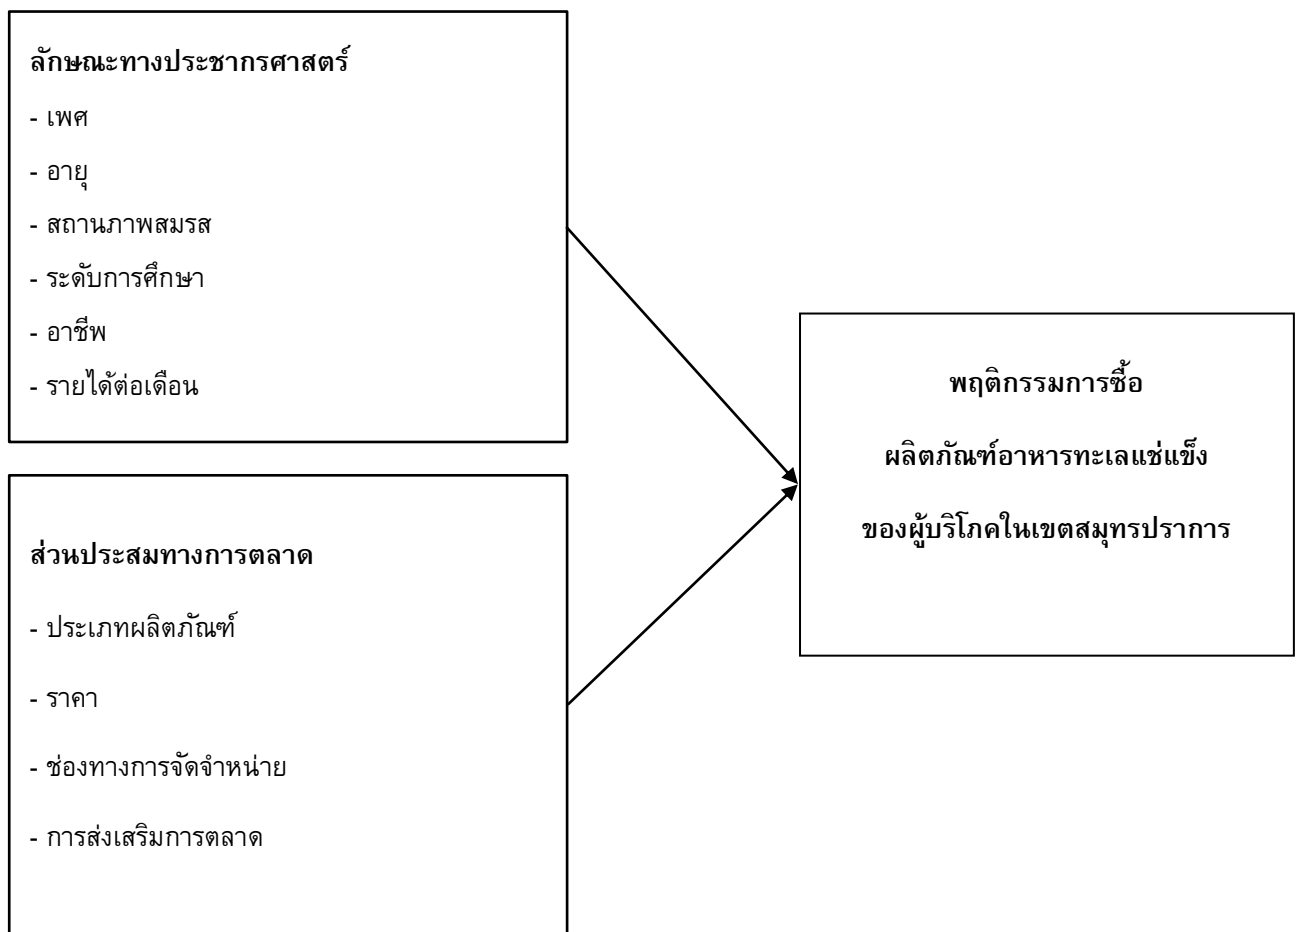 ลักษณะทางประชากรศาสตร์
- เพศ
- อายุ
- สถานภาพสมรส
- ระดับการศึกษา
- อาชีพ
- รายได้ต่อเดือน
ส่วนประสมทางการตลาด
- ประเภทผลิตภัณฑ์
- ราคา
- ช่องทางการจัดจำหน่าย
- การส่งเสริมการตลาด
พฤติกรรมการซื้อ
ผลิตภัณฑ์อาหารทะเลแช่แข็ง
ของผู้บริโภคในเขตสมุทรปราการ